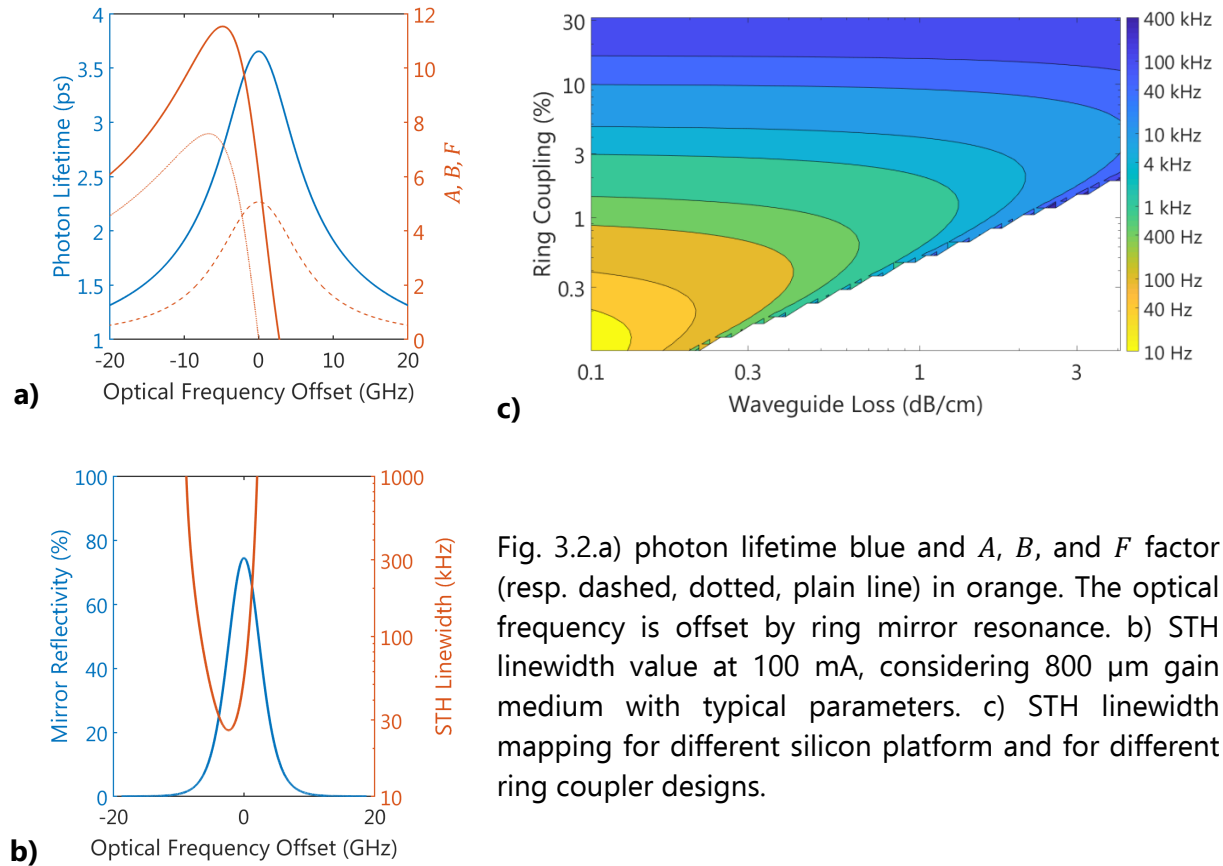 4
3.5
3
2.5
2
1.5
1
Photon Lifetime (ps)
12
10
8
6
4
2
0
A, B, F
-20 -10 0 10 20
Optical Frequency Offset (GHz)
a)
30
10
3
1
0.3
Ring Coupling (%)
0.1 0.3 1 3
Waveguide Loss (dB/cm)
400 kHz
100 kHz
40 kHz
10 kHz
4 kHz
1 kHz
400 Hz
100 Hz
40 Hz
10 Hz
c)
100
80
60
40
20
0
Mirror Reflectivity (%)
1000
300
100
30
10
STH Linewidth (kHz)
-20 0 20
Optical Frequency Offset (GHz)
b)
Fig. 3.2.a) photon lifetime blue and A, B, and F factor
(resp. dashed, dotted, plain line) in orange. The optical
frequency is offset by ring mirror resonance. b) STH
linewidth value at 100 mA, considering 800 µm gain
medium with typical parameters. c) STH linewidth
mapping for different silicon platform and for different
ring coupler designs.